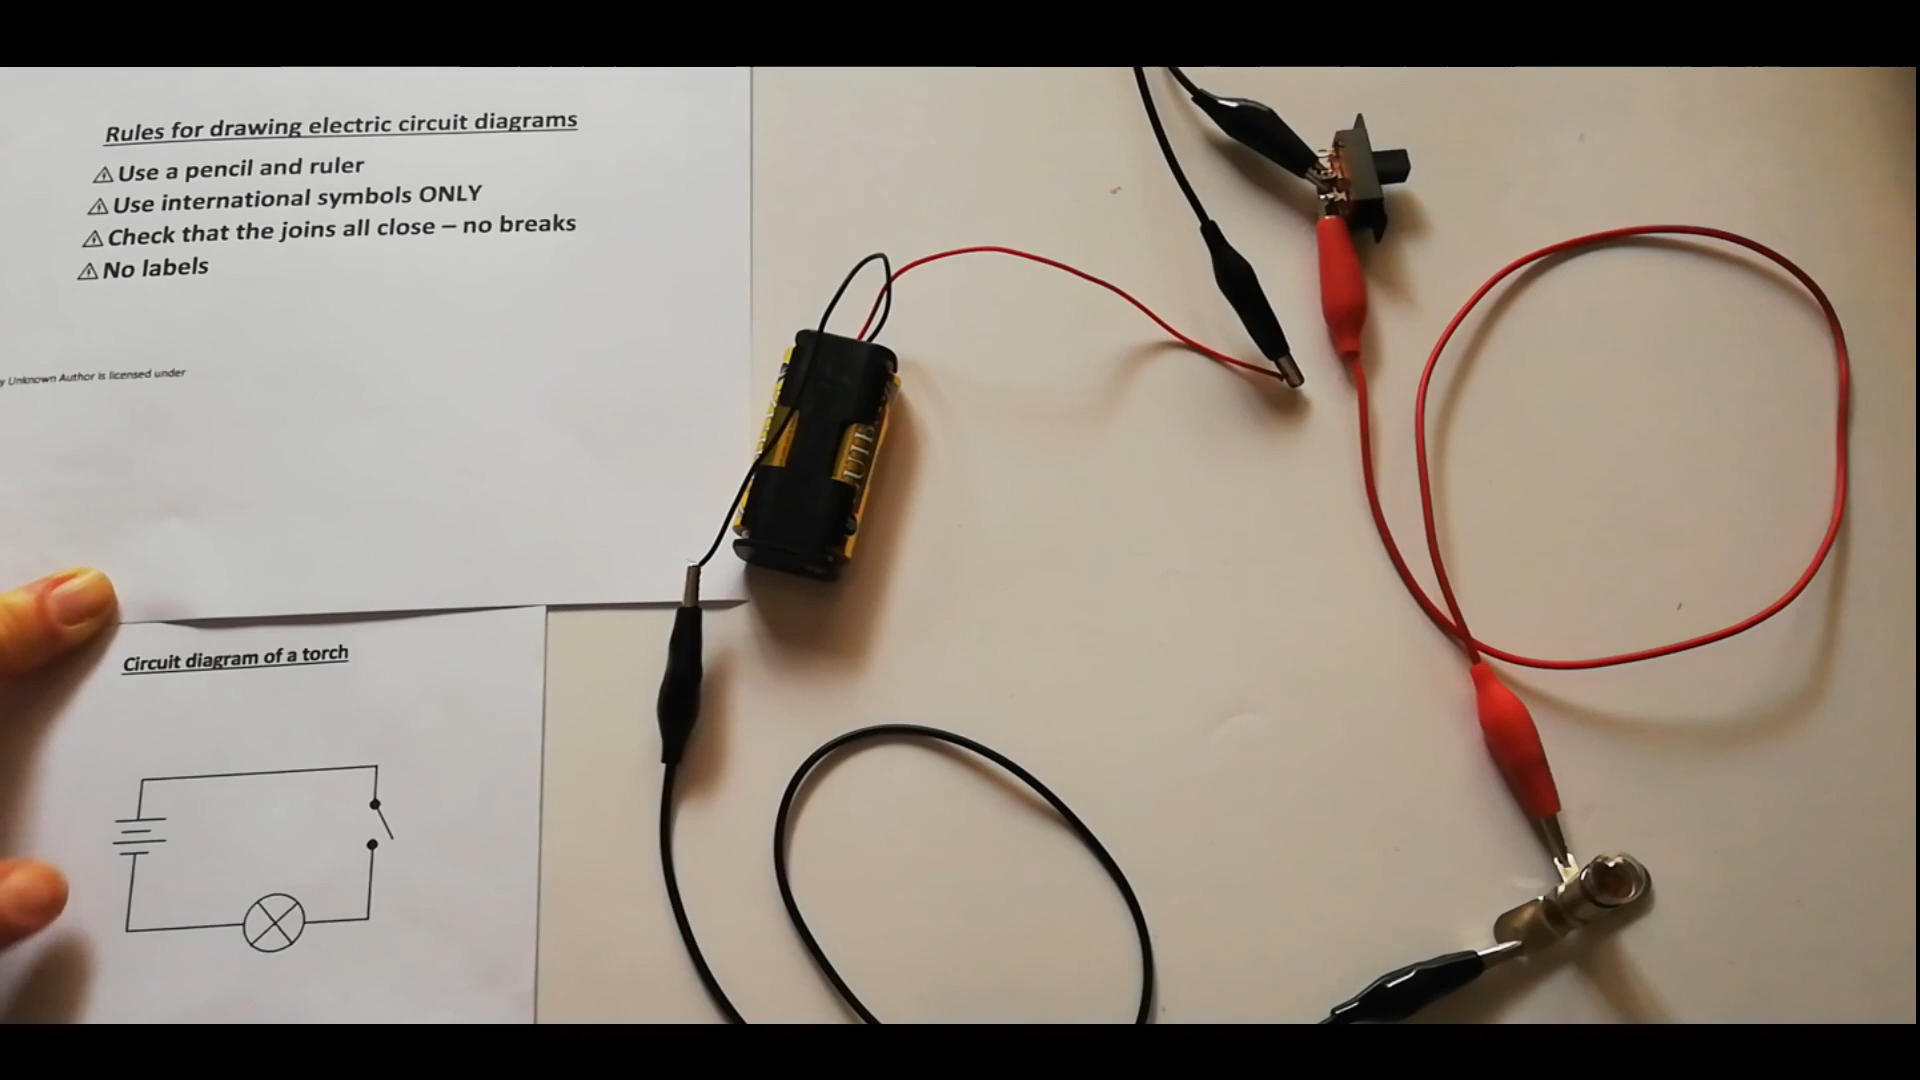 Rules for drawing electric circuit diagrams
Use a pencil and ruler
Use international symbols ONLY
Check that the joins all close – no breaks
No labels
y Unknown Author is licensed under
Circuit diagram of a torch